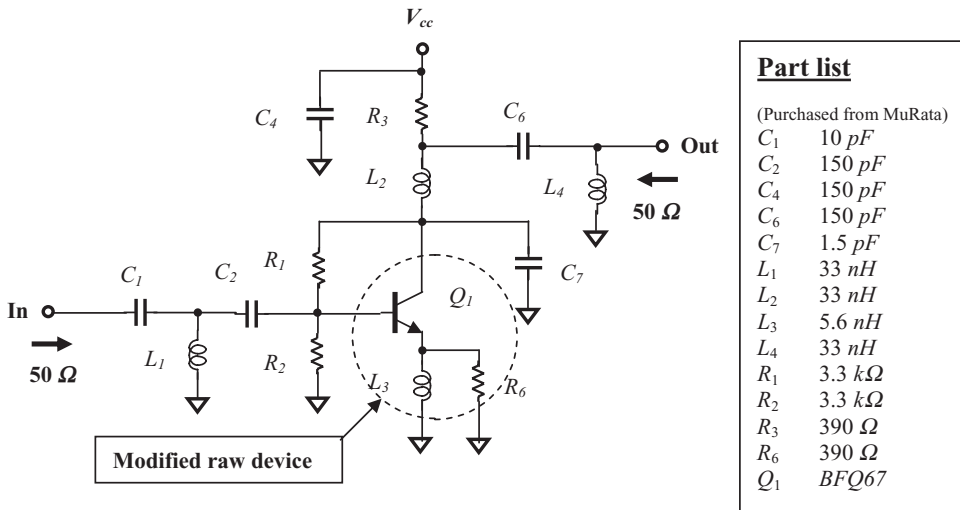 V_cc
C_4
R_3
C_6
Out
L_2
L_4
50 Ω
R_1
C_7
C_1
C_2
Q_1
In
50 Ω
L_1
R_2
L_3
R_6
Modified raw device
Part list
(Purchased from MuRata)
C_1 10 pF
C_2 150 pF
C_4 150 pF
C_6 150 pF
C_7 1.5 pF
L_1 33 nH
L_2 33 nH
L_3 5.6 nH
L_4 33 nH
R_1 3.3 kΩ
R_2 3.3 kΩ
R_3 390 Ω
R_6 390 Ω
Q_1 BFQ67